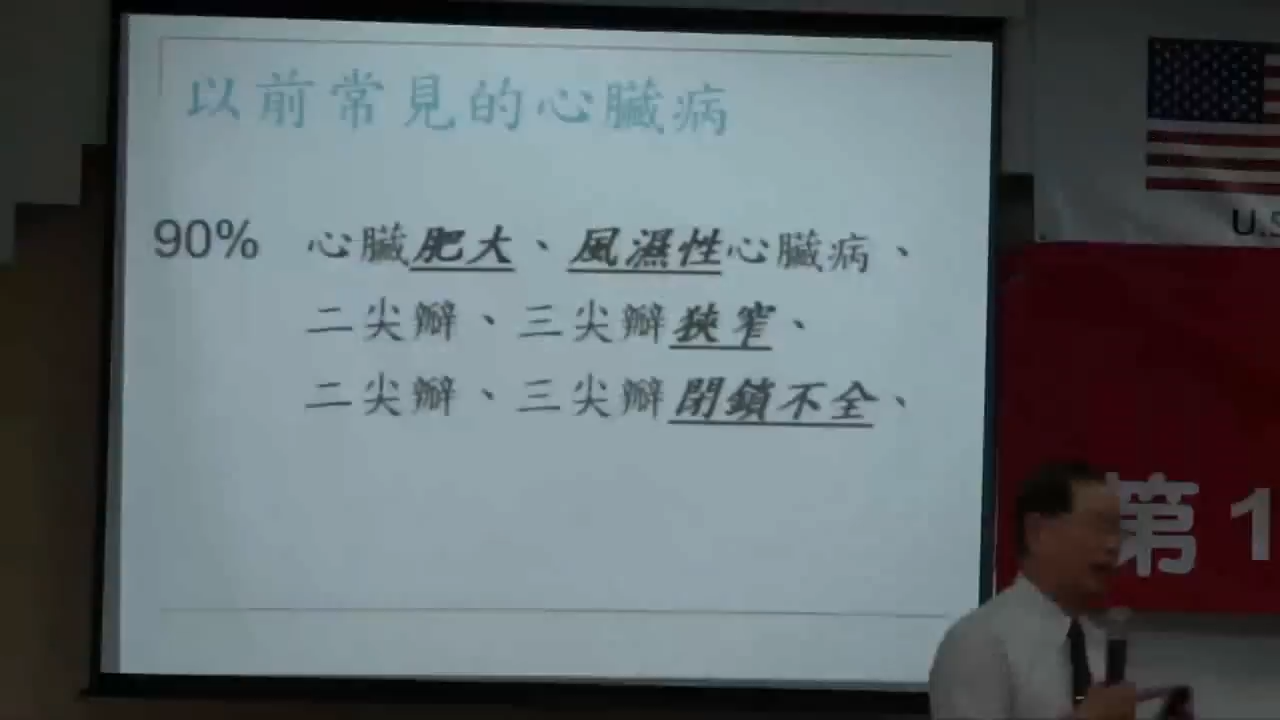 以前常見的心臟病
90% 心臟肥大、風濕性心臟病、
二尖瓣、三尖瓣狹窄、
二尖瓣、三尖瓣閉鎖不全、
U.S
第1